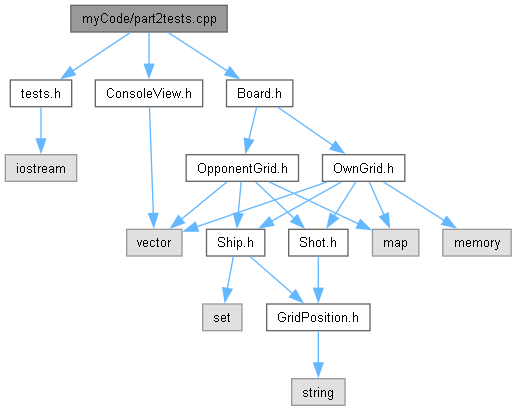 myCode/part2tests.cpp
tests.h
ConsoleView.h
Board.h
iostream
OpponentGrid.h
OwnGrid.h
vector
Ship.h
Shot.h
map
memory
set
GridPosition.h
string